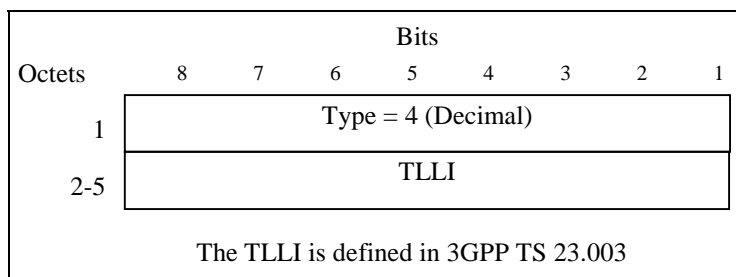 Bits
Octets 8 7 6 5 4 3 2 1
1 Type = 4 (Decimal)
2-5 TLLI
The TLLI is defined in 3GPP TS 23.003